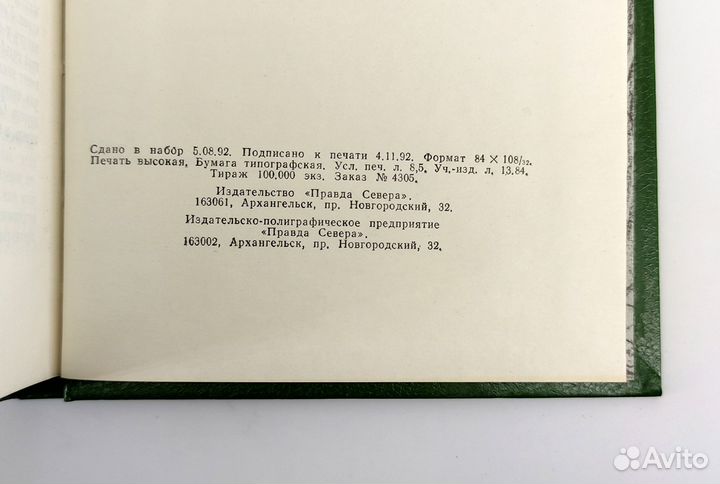 Сдано в набор 5.08.92. Подписано к печати 4.11.92. Формат 84 × 108/32.
Печать высокая. Бумага типографская. Усл. печ. л. 8,5. Уч.-изд. л. 13,84.
Тираж 100.000 экз. Заказ № 4305.
Издательство «Правда Севера».
163061, Архангельск, пр. Новгородский, 32.
Издательско-полиграфическое предприятие
«Правда Севера».
163002, Архангельск, пр. Новгородский, 32.
Avito